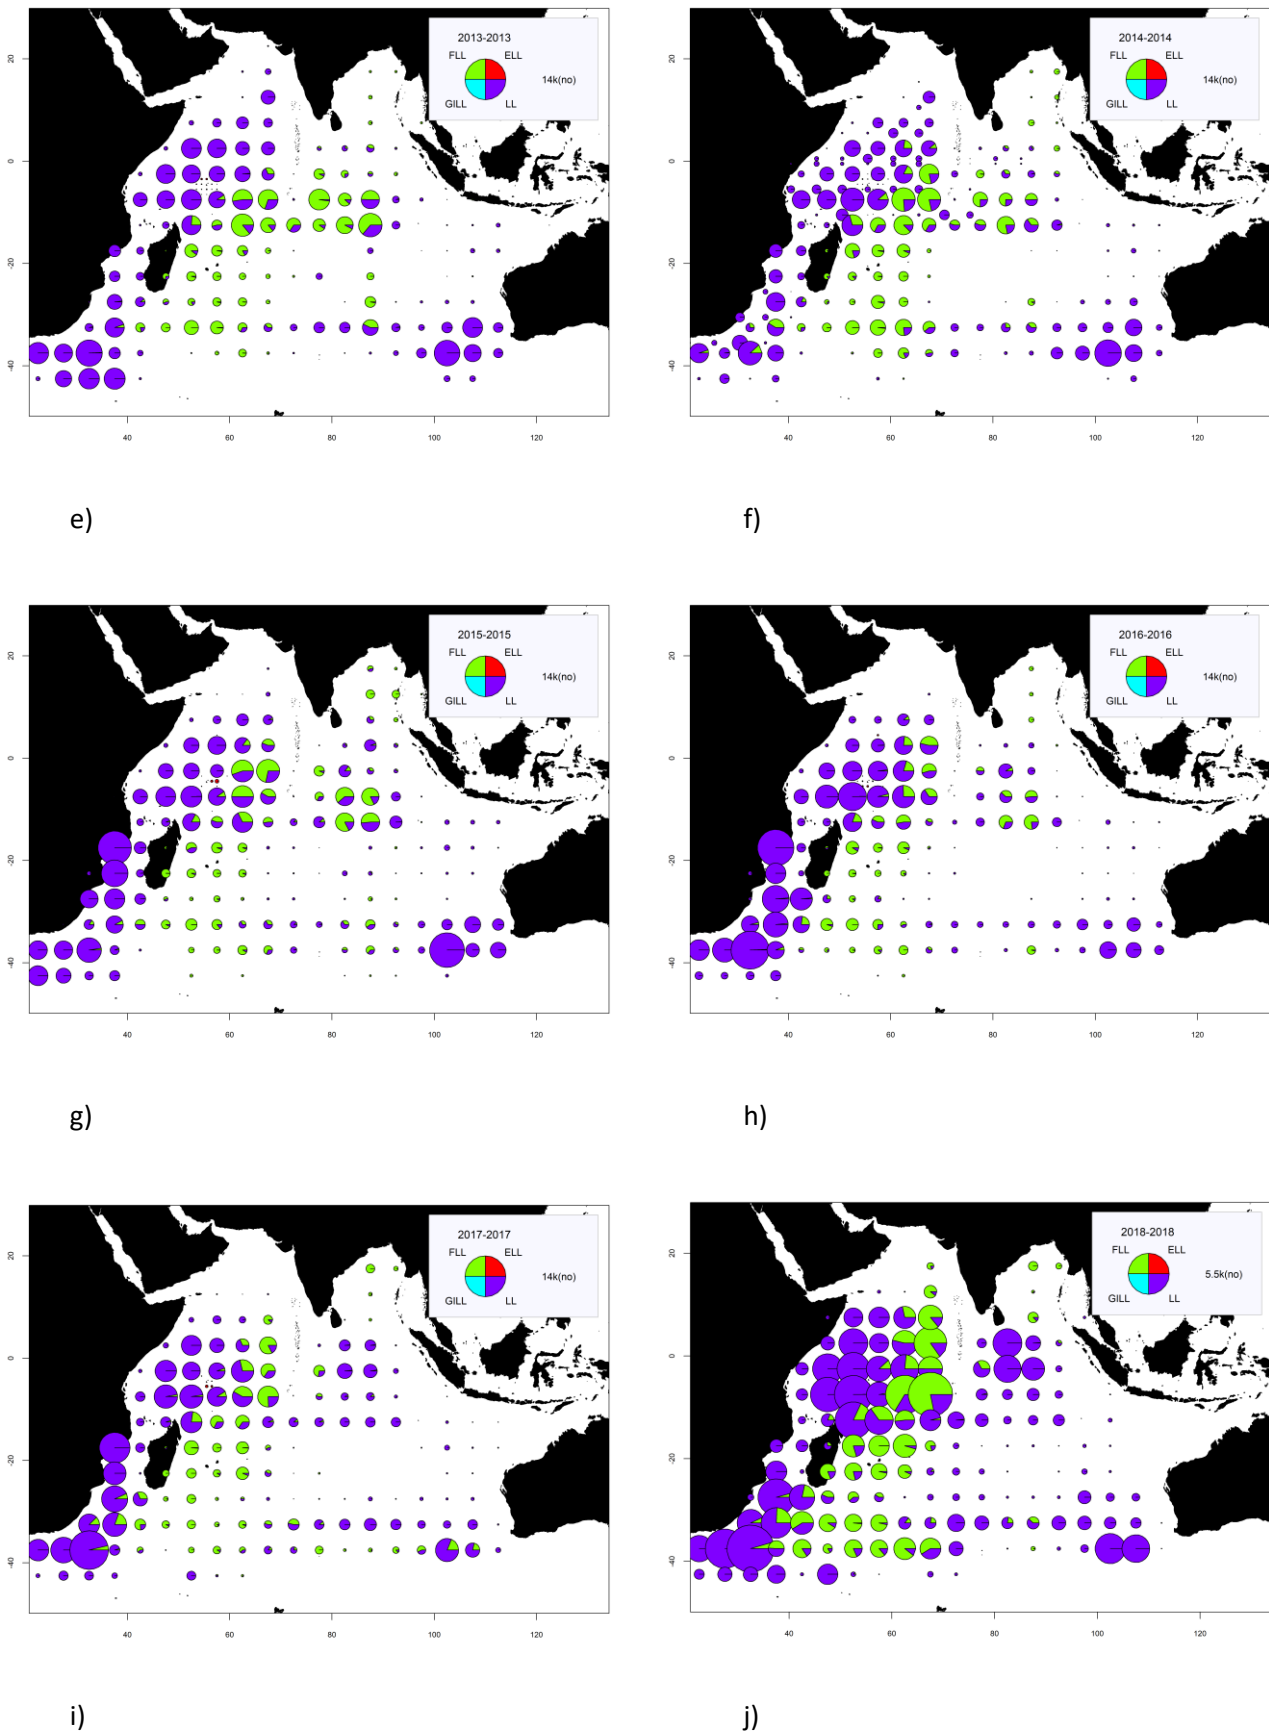 2013-2013
FLL ELL
14k(no)
GILL LL
20
0
-20
-40
40 60 80 100 120
2014-2014
FLL ELL
14k(no)
GILL LL
20
0
-20
-40
40 60 80 100 120
e) f)
2015-2015
FLL ELL
14k(no)
GILL LL
20
0
-20
-40
40 60 80 100 120
2016-2016
FLL ELL
14k(no)
GILL LL
20
0
-20
-40
40 60 80 100 120
g) h)
2017-2017
FLL ELL
14k(no)
GILL LL
20
0
-20
-40
40 60 80 100 120
2018-2018
FLL ELL
5.5k(no)
GILL LL
20
0
-20
-40
40 60 80 100 120
i) j)